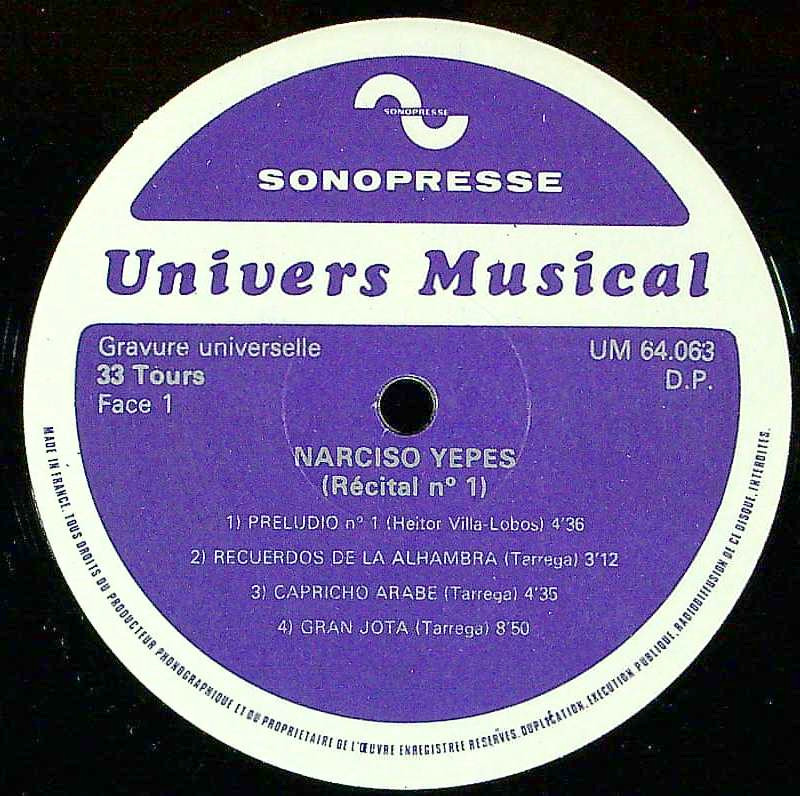 SONOPRESSE
SONOPRESSE
Univers Musical
Gravure universelle
33 Tours
Face 1
UM 64.063
D.P.
NARCISO YEPES
(Récital nº 1)
1) PRELUDIO nº 1 (Heitor Villa-Lobos) 4'36
2) RECUERDOS DE LA ALHAMBRA (Tarrega) 3'12
3) CAPRICHO ARABE (Tarrega) 4'35
4) GRAN JOTA (Tarrega) 8'50
MADE IN FRANCE. TOUS DROITS DU PRODUCTEUR PHONOGRAPHIQUE ET DU PROPRIETAIRE DE L'ŒUVRE ENREGISTREE RESERVES. DUPLICATION. EXECUTION PUBLIQUE. RADIODIFFUSION DE CE DISQUE. INTERDITES.